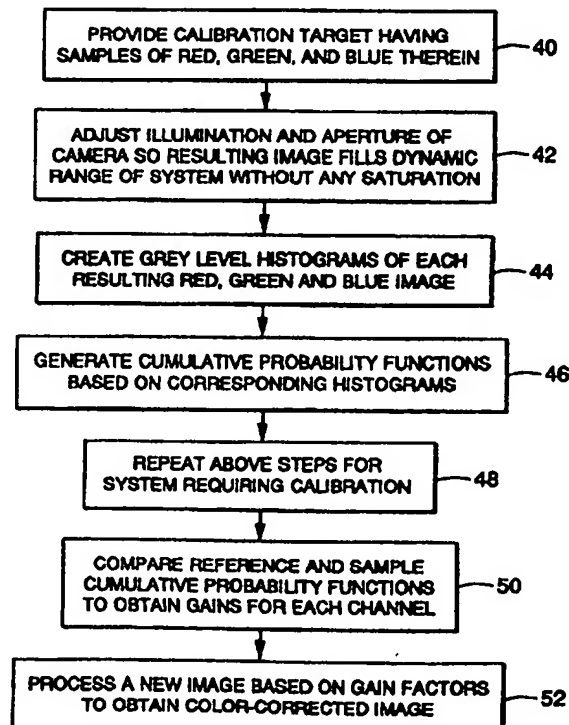 PROVIDE CALIBRATION TARGET HAVING
SAMPLES OF RED, GREEN, AND BLUE THEREIN
40
ADJUST ILLUMINATION AND APERTURE OF
CAMERA SO RESULTING IMAGE FILLS DYNAMIC
RANGE OF SYSTEM WITHOUT ANY SATURATION
42
CREATE GREY LEVEL HISTOGRAMS OF EACH
RESULTING RED, GREEN AND BLUE IMAGE
44
GENERATE CUMULATIVE PROBABILITY FUNCTIONS
BASED ON CORRESPONDING HISTOGRAMS
46
REPEAT ABOVE STEPS FOR
SYSTEM REQUIRING CALIBRATION
48
COMPARE REFERENCE AND SAMPLE
CUMULATIVE PROBABILITY FUNCTIONS
TO OBTAIN GAINS FOR EACH CHANNEL
50
PROCESS A NEW IMAGE BASED ON GAIN FACTORS
TO OBTAIN COLOR-CORRECTED IMAGE
52